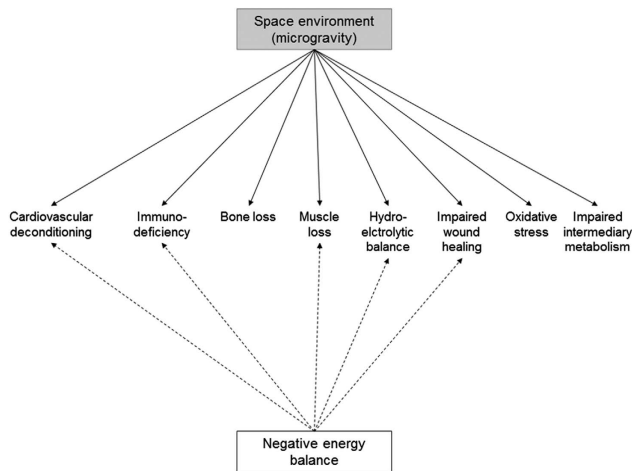 Space environment
(microgravity)
Cardiovascular
deconditioning
Immuno-
deficiency
Bone loss
Muscle
loss
Hydro-
elctrolytic
balance
Impaired
wound
healing
Oxidative
stress
Impaired
intermediary
metabolism
Negative energy
balance